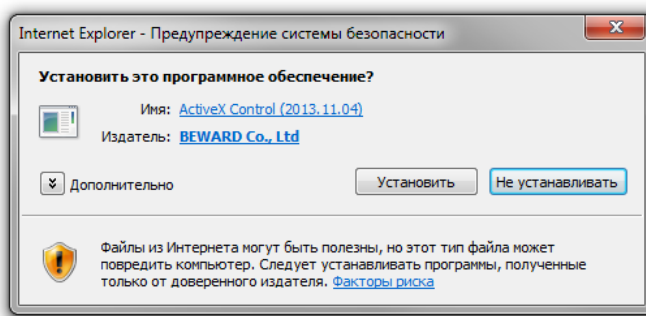 Internet Explorer - Предупреждение системы безопасности
Установить это программное обеспечение?
Имя: ActiveX Control (2013.11.04)
Издатель: BEWARD Co., Ltd
Дополнительно
Установить
Не устанавливать
Файлы из Интернета могут быть полезны, но этот тип файла может
повредить компьютер. Следует устанавливать программы, полученные
только от доверенного издателя. Факторы риска